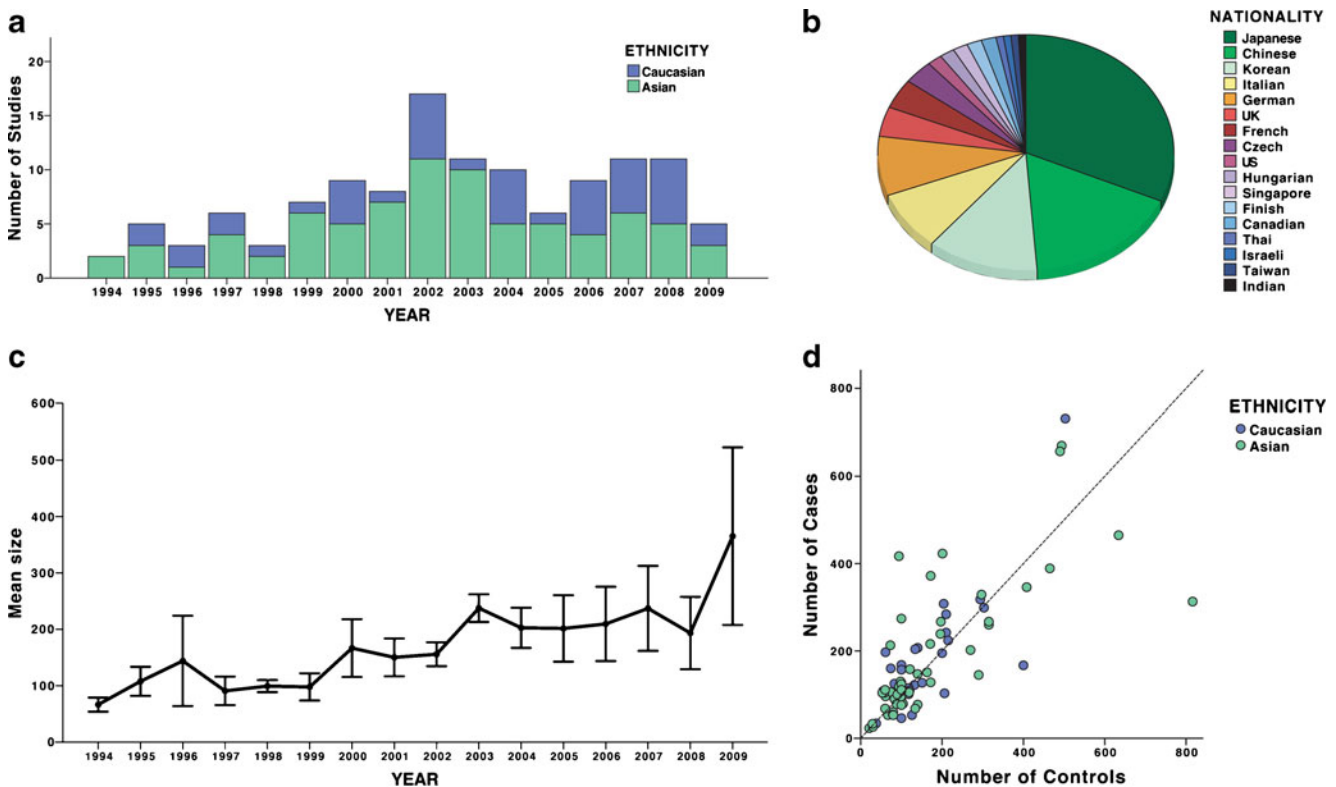 a
ETHNICITY
Caucasian
Asian
Number of Studies
20
15
10
5
0
1994 1995 1996 1997 1998 1999 2000 2001 2002 2003 2004 2005 2006 2007 2008 2009
YEAR
b
NATIONALITY
Japanese
Chinese
Korean
Italian
German
UK
French
Czech
US
Hungarian
Singapore
Finish
Canadian
Thai
Israeli
Taiwan
Indian
c
Mean size
600
500
400
300
200
100
0
1994 1995 1996 1997 1998 1999 2000 2001 2002 2003 2004 2005 2006 2007 2008 2009
YEAR
d
ETHNICITY
Caucasian
Asian
Number of Cases
800
600
400
200
0
0 200 400 600 800
Number of Controls